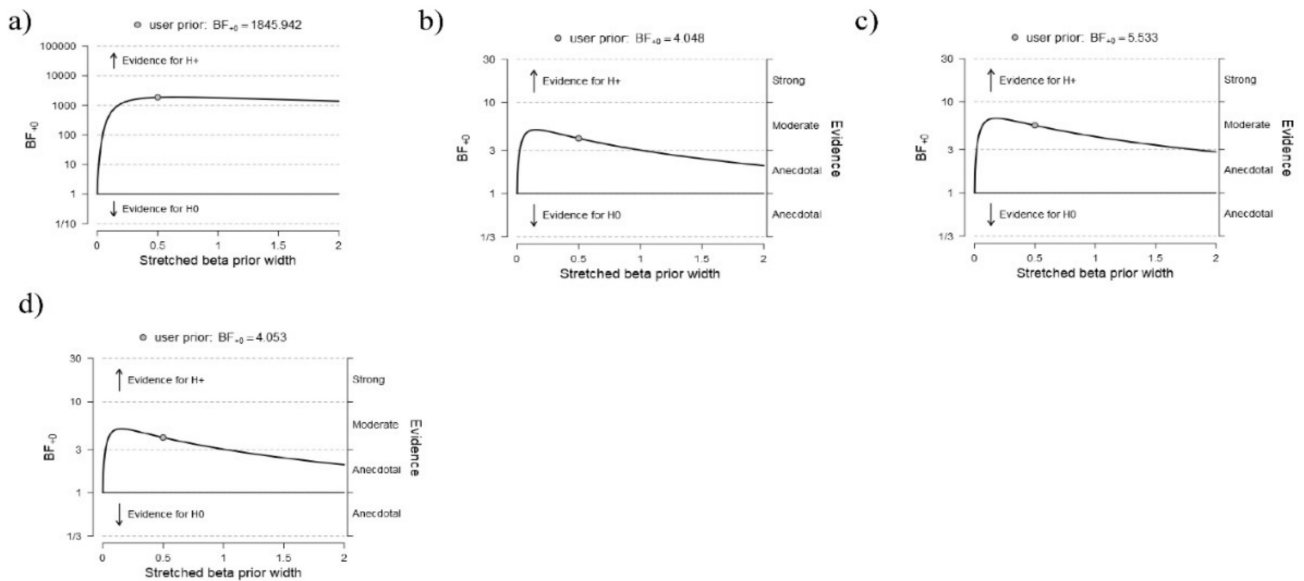 a)
user prior: BF₊₀ = 1845.942
100000
10000
1000
100
10
1
1/10
BF₊₀
Evidence for H+
Evidence for H0
0 0.5 1 1.5 2
Stretched beta prior width
b)
user prior: BF₊₀ = 4.048
30
10
3
1
1/3
BF₊₀
Evidence for H+
Evidence for H0
Strong
Moderate
Anecdotal
Anecdotal
Evidence
0 0.5 1 1.5 2
Stretched beta prior width
c)
user prior: BF₊₀ = 5.533
30
10
3
1
1/3
BF₊₀
Evidence for H+
Evidence for H0
Strong
Moderate
Anecdotal
Anecdotal
Evidence
0 0.5 1 1.5 2
Stretched beta prior width
d)
user prior: BF₊₀ = 4.053
30
10
3
1
1/3
BF₊₀
Evidence for H+
Evidence for H0
Strong
Moderate
Anecdotal
Anecdotal
Evidence
0 0.5 1 1.5 2
Stretched beta prior width